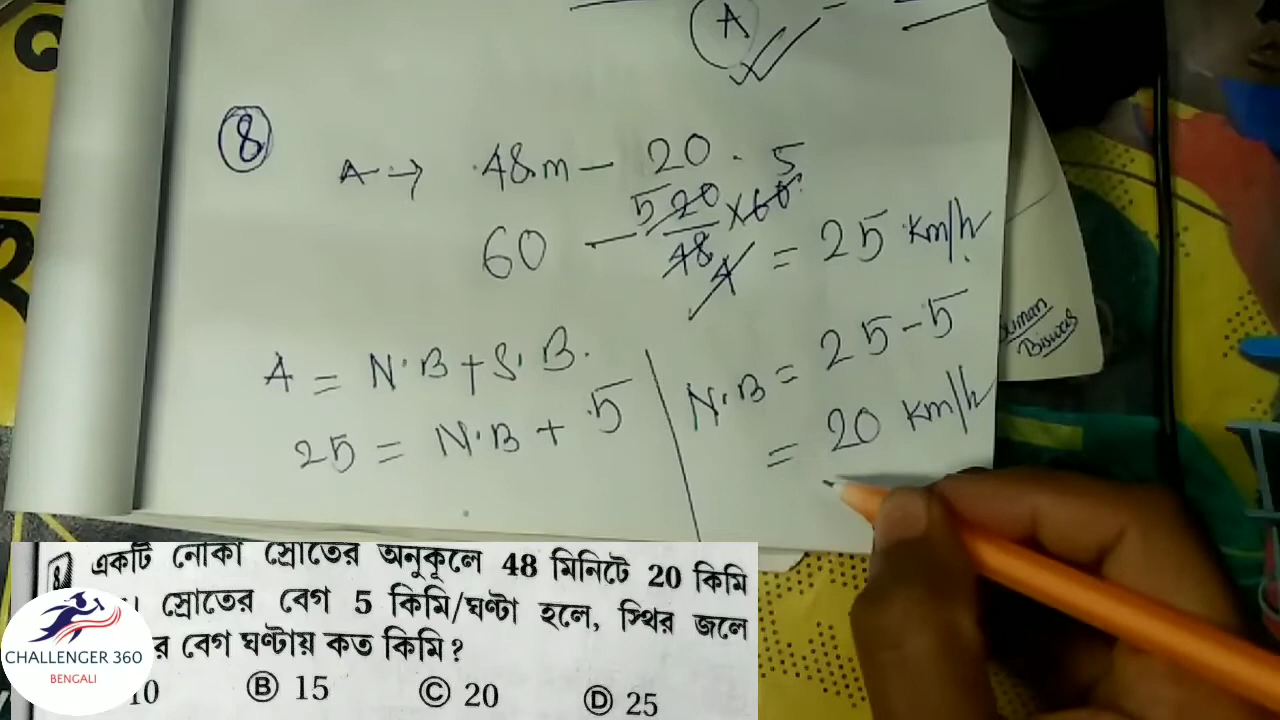 A
8
A → 48m - 20.
60 - 20/48 × 60 = 25 km/h
5 5 4
A = N.B + S.B.
25 = N.B + 5
N.B = 25 - 5
= 20 km/h
Suman
Biswas
8 একটি নৌকা স্রোতের অনুকূলে 48 মিনিটে 20 কিমি
স্রোতের বেগ 5 কিমি/ঘণ্টা হলে, স্থির জলে
র বেগ ঘণ্টায় কত কিমি?
10 Ⓑ 15 Ⓒ 20 Ⓓ 25
CHALLENGER 360
BENGALI